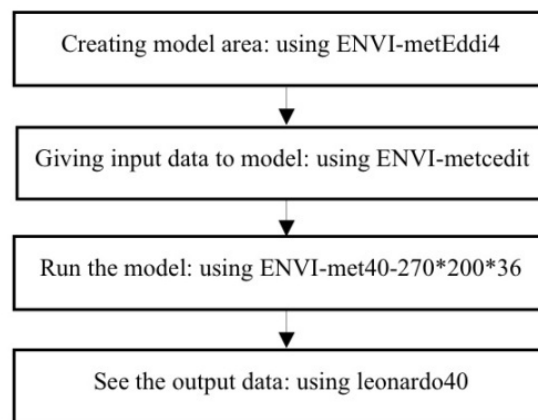 Creating model area: using ENVI-metEddi4
Giving input data to model: using ENVI-metcedit
Run the model: using ENVI-met40-270*200*36
See the output data: using leonardo40